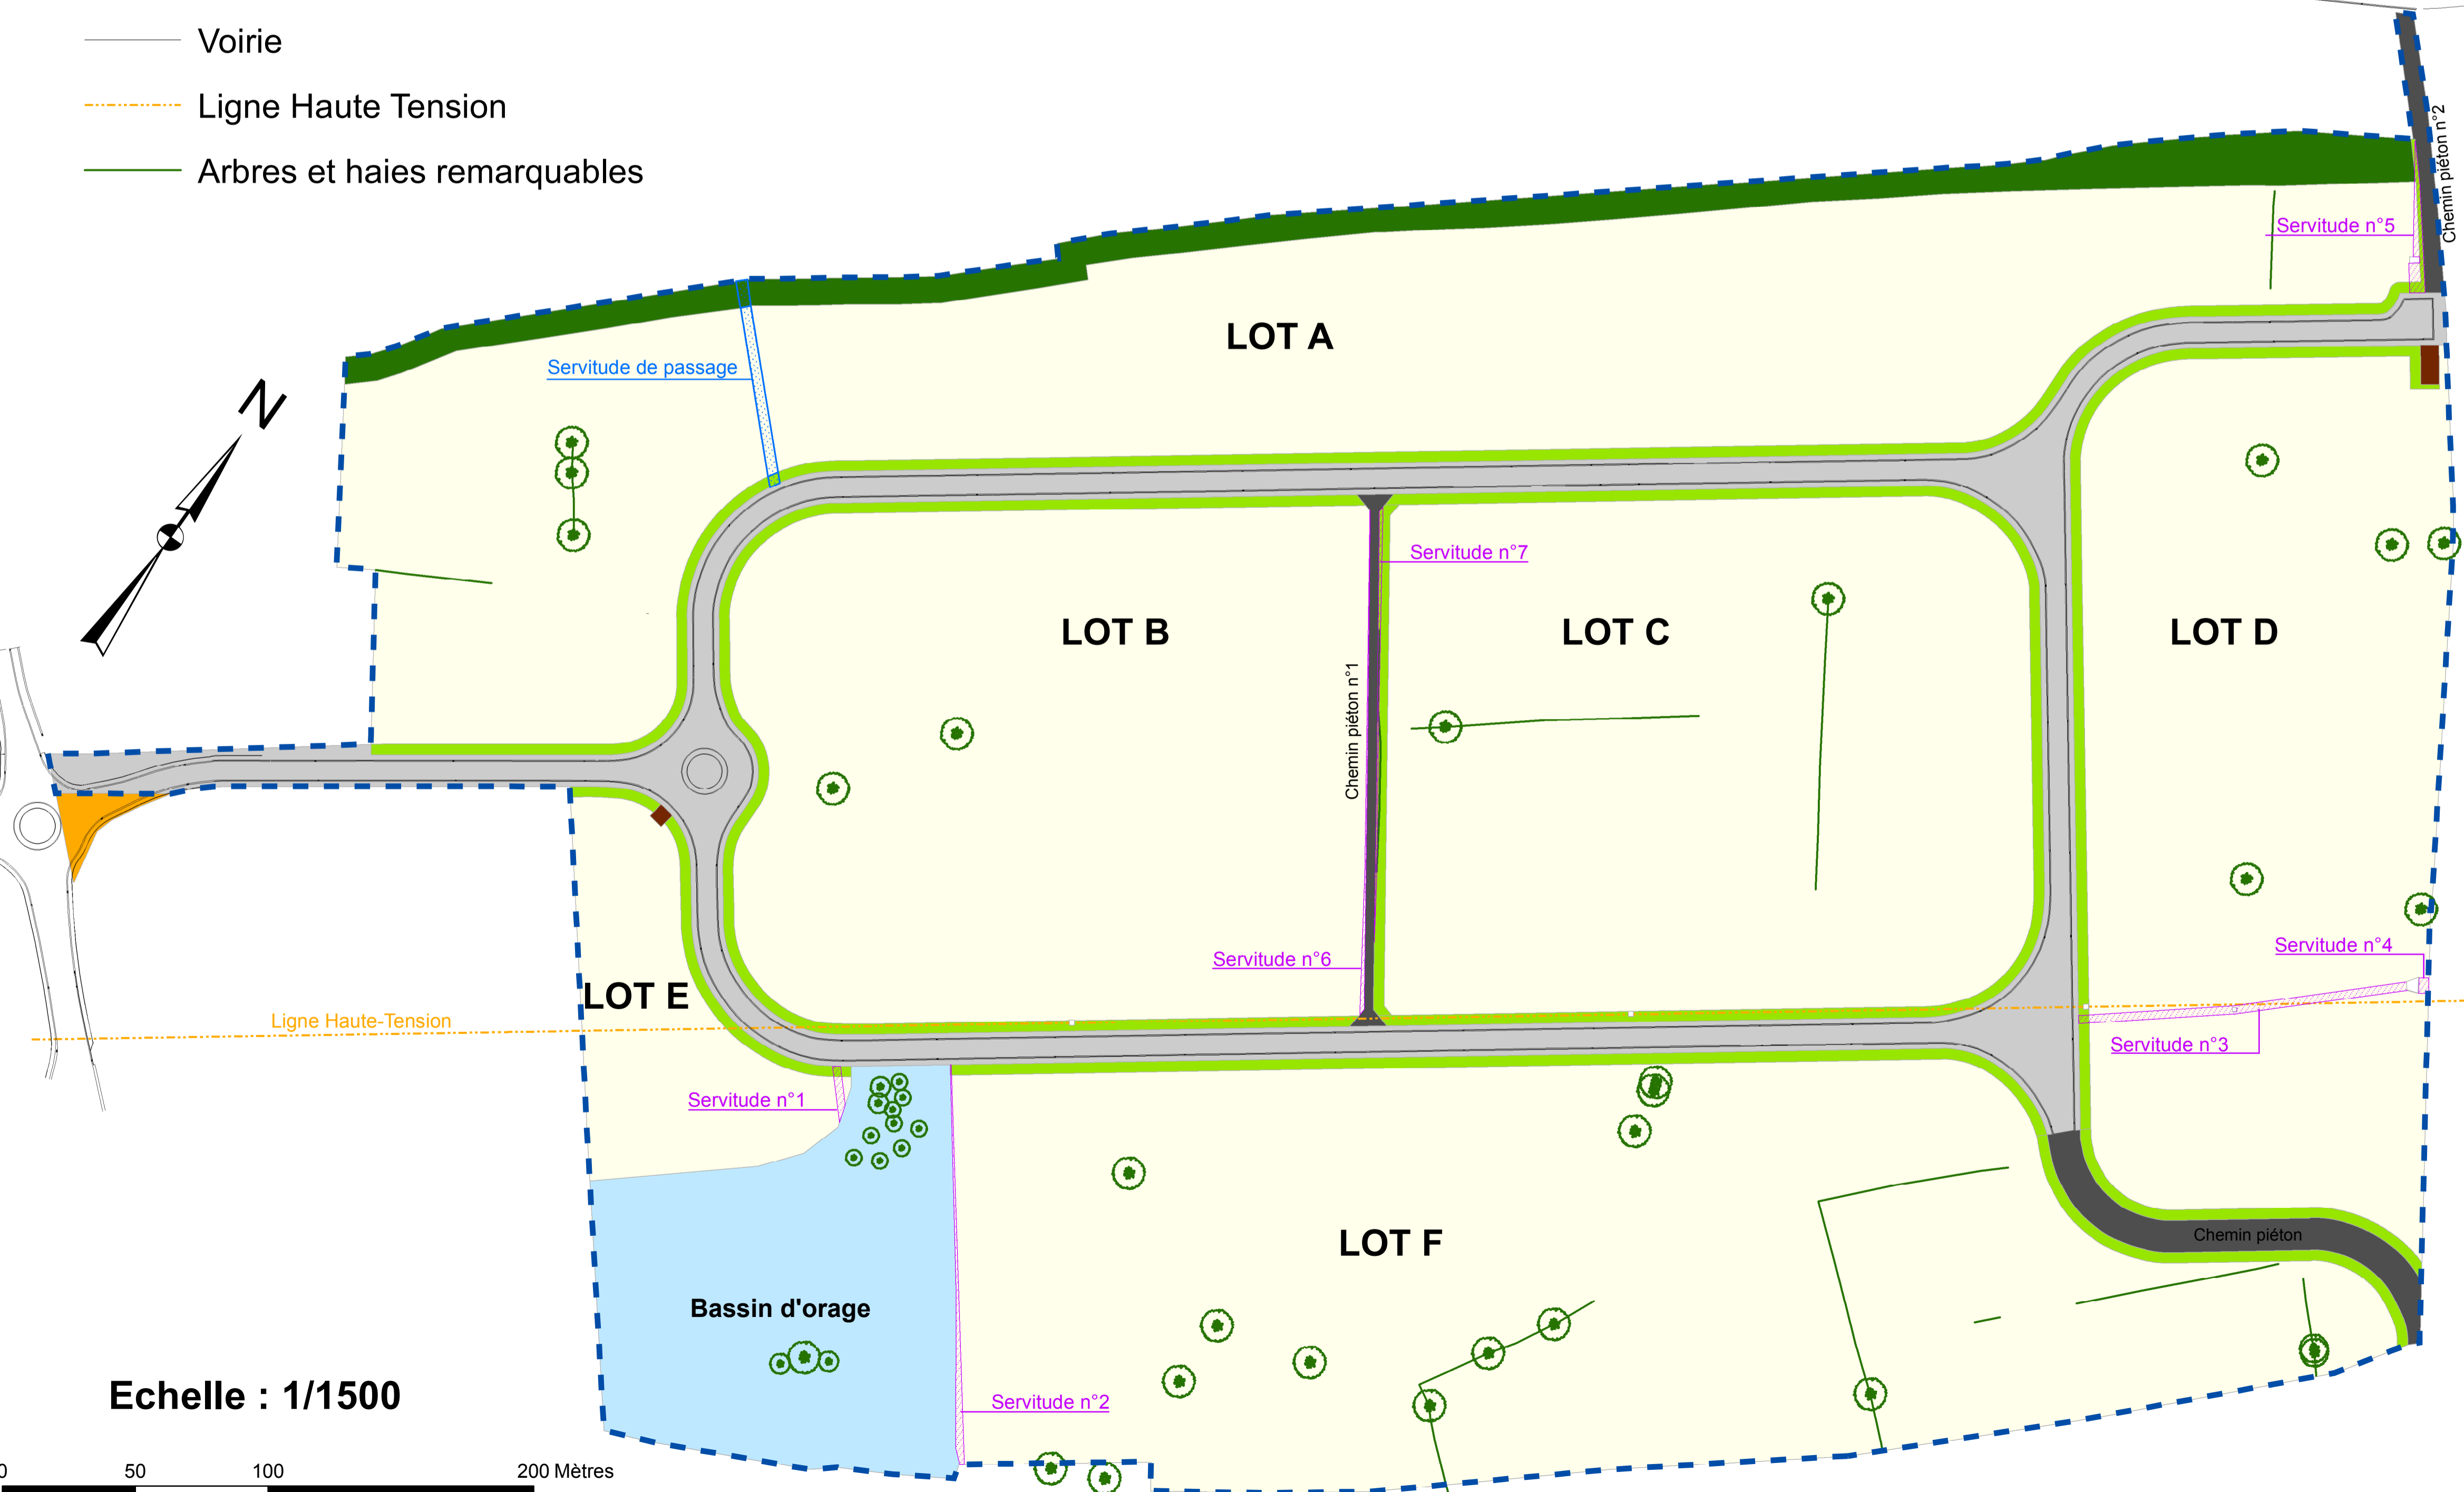 Voirie
Ligne Haute Tension
Arbres et haies remarquables
Chemin piéton n°2
Servitude n°5
LOT A
Servitude de passage
N
Servitude n°7
LOT B
LOT C
LOT D
Chemin piéton n°1
Servitude n°6
Servitude n°4
LOT E
Ligne Haute-Tension
Servitude n°3
Servitude n°1
Chemin piéton
LOT F
Bassin d'orage
Echelle : 1/1500
Servitude n°2
0 50 100 200 Mètres